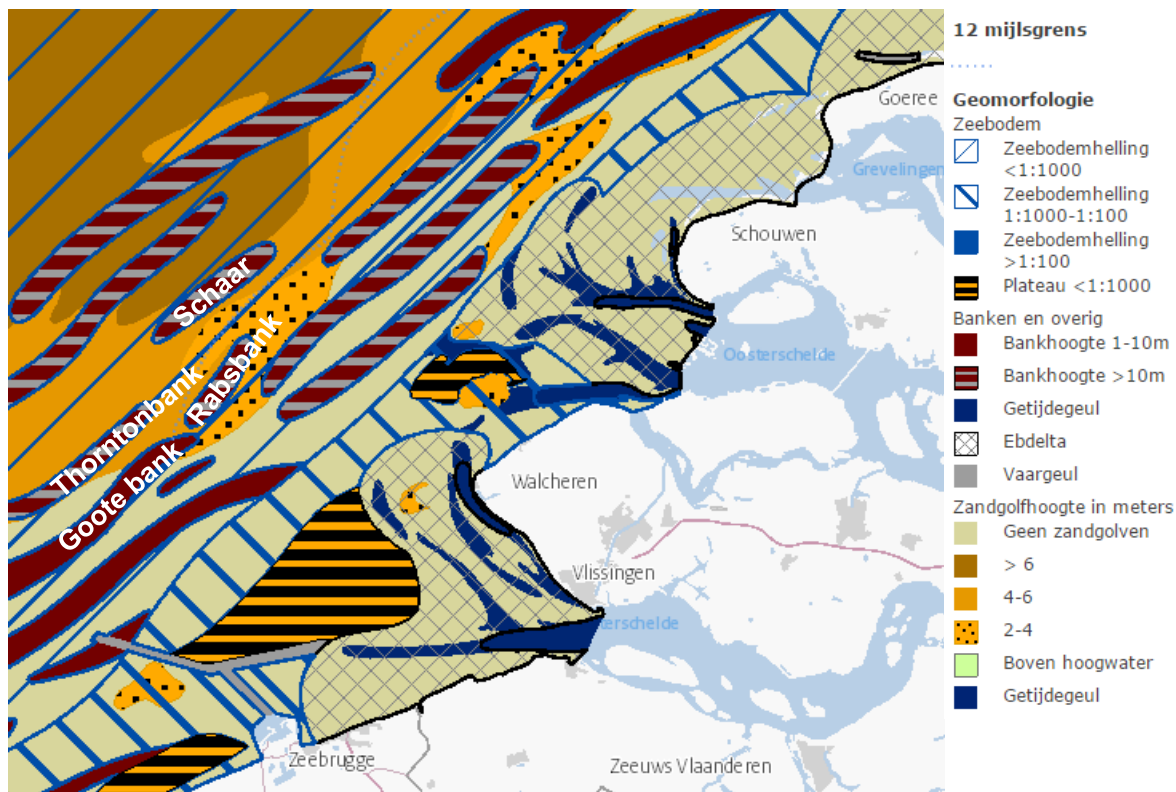 Goeree
Grevelingen
Schouwen
Schaar
Oosterschelde
Rabsbank
Thorntonbank
Goote bank
Walcheren
Vlissingen
terschelde
Zeebrugge
Zeeuws Vlaanderen
12 mijlsgrens
Geomorfologie
Zeebodem
Zeebodemhelling
<1:1000
Zeebodemhelling
1:1000-1:100
Zeebodemhelling
>1:100
Plateau <1:1000
Banken en overig
Bankhoogte 1-10m
Bankhoogte >10m
Getijdegeul
Ebdelta
Vaargeul
Zandgolfhoogte in meters
Geen zandgolven
> 6
4-6
2-4
Boven hoogwater
Getijdegeul